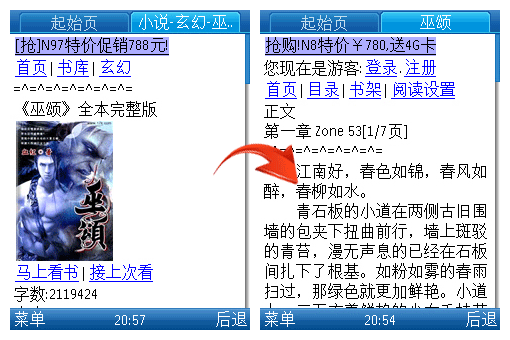 起始页
小说-玄幻-巫..
[抢]N97特价促销788元!
首页|书库|玄幻
=^=^=^=^=^=^=^=
《巫颂》全本完整版
血红 著
巫颂
马上看书|接上次看
字数:2119424
菜单 20:57 后退
起始页
巫颂
抢购!N8特价￥780,送4G卡
您现在是游客: 登录.注册
首页|目录|书架|阅读设置
正文
第一章 Zone 53[1/7页]
=^=^=^=^=^=^=^=
江南好，春色如锦，春风如
醉，春柳如水。
青石板的小道在两侧古旧围
墙的包夹下扭曲前行，墙上斑驳
的青苔，漫无声息的已经在石板
间扎下了根基。如粉如雾的春雨
扫过，那绿色就更加鲜艳。小道
菜单 20:54 后退